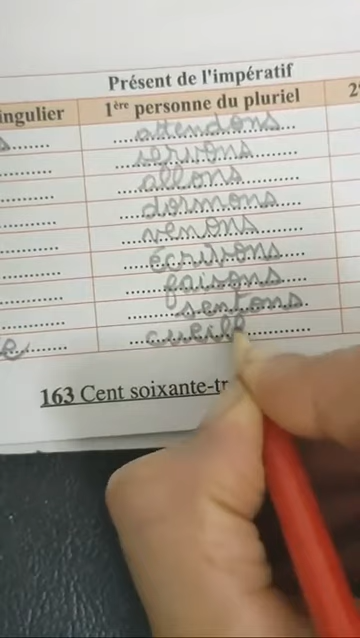 Présent de l'impératif
ingulier 1ère personne du pluriel 2
s attendons
servons
allons
dormons
venons
écrivons
faisons
sentons
e
163 Cent soixante-tr